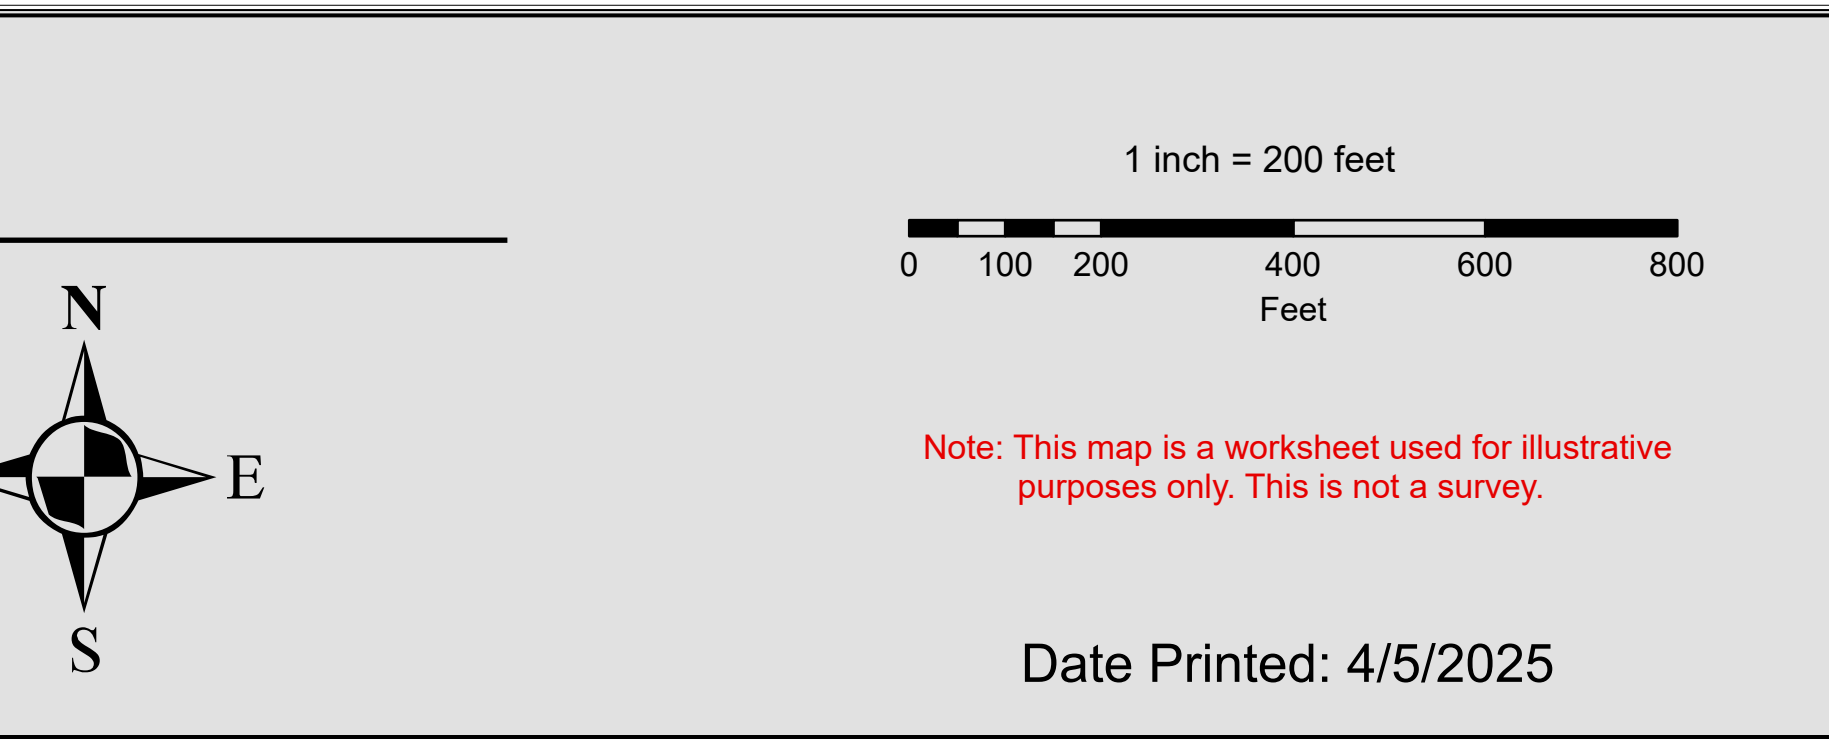 1 inch = 200 feet
0 100 200 400 600 800
Feet
N
E
S
Note: This map is a worksheet used for illustrative
purposes only. This is not a survey.
Date Printed: 4/5/2025